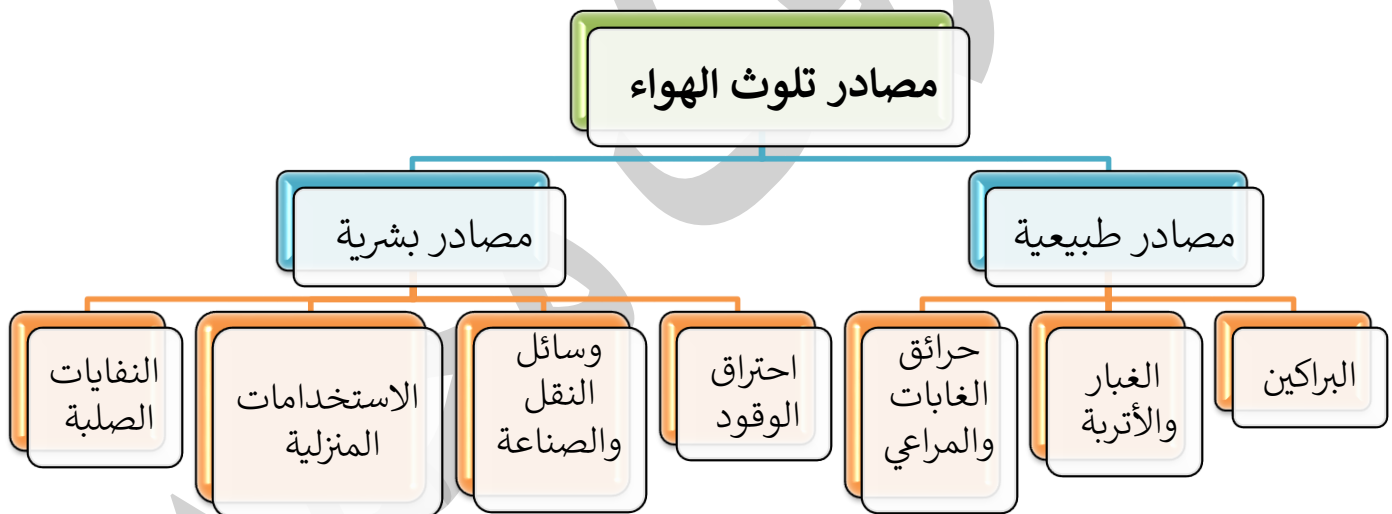 مصادر تلوث الهواء
مصادر طبيعية
مصادر بشرية
البراكين
الغبار
والأتربة
حرائق
الغابات
والمراعي
احتراق
الوقود
وسائل
النقل
والصناعة
الاستخدامات
المنزلية
النفايات
الصلبة